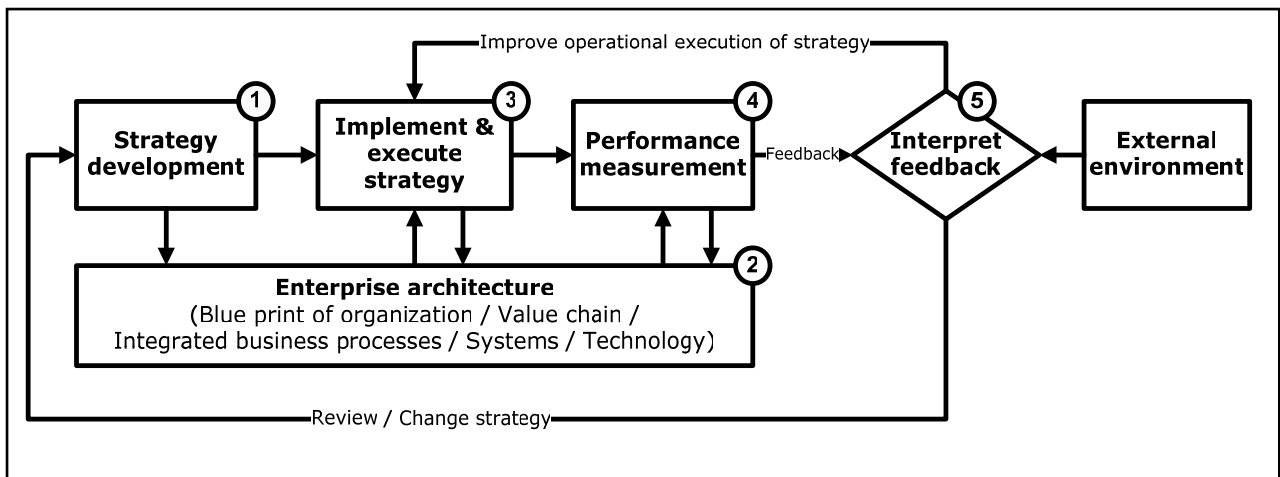 Improve operational execution of strategy
1
Strategy
development
3
Implement &
execute
strategy
4
Performance
measurement
Feedback
5
Interpret
feedback
External
environment
2
Enterprise architecture
(Blue print of organization / Value chain /
Integrated business processes / Systems / Technology)
Review / Change strategy